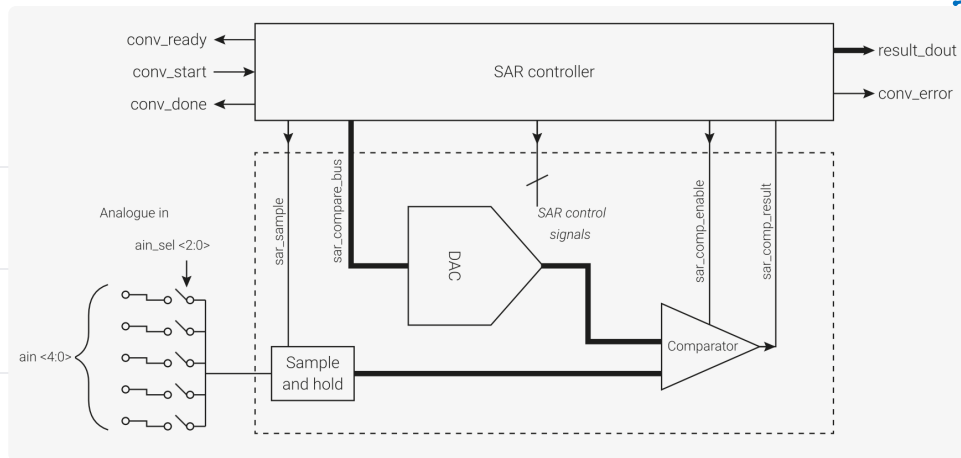 conv_ready
conv_start
conv_done
SAR controller
result_dout
conv_error
sar_sample
sar_compare_bus
SAR control
signals
sar_comp_enable
sar_comp_result
Analogue in
ain_sel <2:0>
DAC
ain <4:0>
Sample
and hold
Comparator